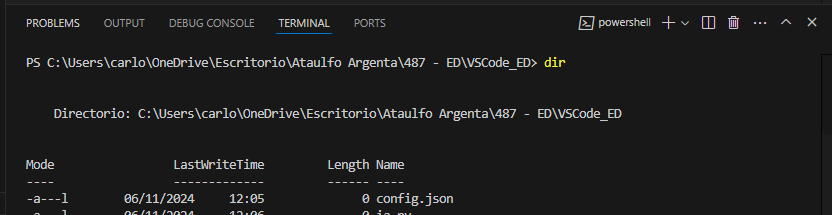 PROBLEMS OUTPUT DEBUG CONSOLE TERMINAL PORTS powershell
PS C:\Users\carlo\OneDrive\Escritorio\Ataulfo Argenta\487 - ED\VSCode_ED> dir
Directorio: C:\Users\carlo\OneDrive\Escritorio\Ataulfo Argenta\487 - ED\VSCode_ED
Mode LastWriteTime Length Name
---- ------------- ------ ----
-a---l 06/11/2024 12:05 0 config.json
-a---l 06/11/2024 12:06 0